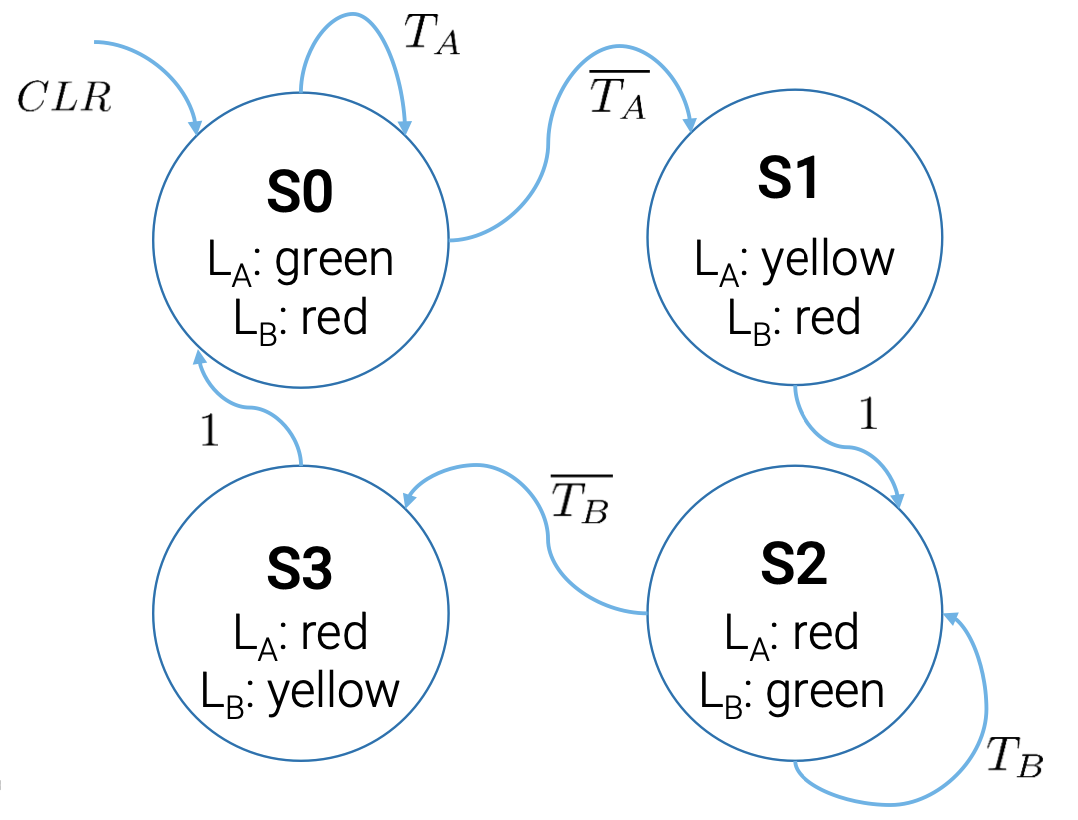 CLR
T_A
\overline{T_A}
S0
L_A: green
L_B: red
S1
L_A: yellow
L_B: red
1
1
\overline{T_B}
S3
L_A: red
L_B: yellow
S2
L_A: red
L_B: green
T_B